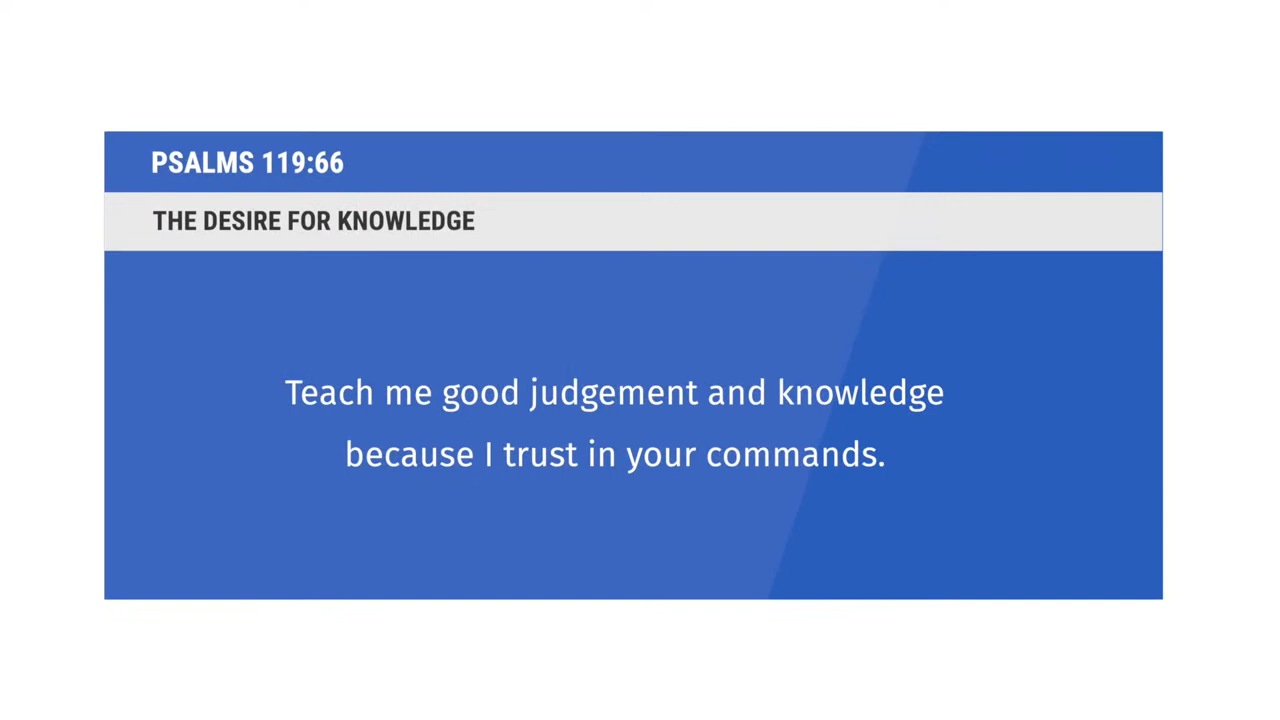 PSALMS 119:66
THE DESIRE FOR KNOWLEDGE
Teach me good judgement and knowledge
because I trust in your commands.